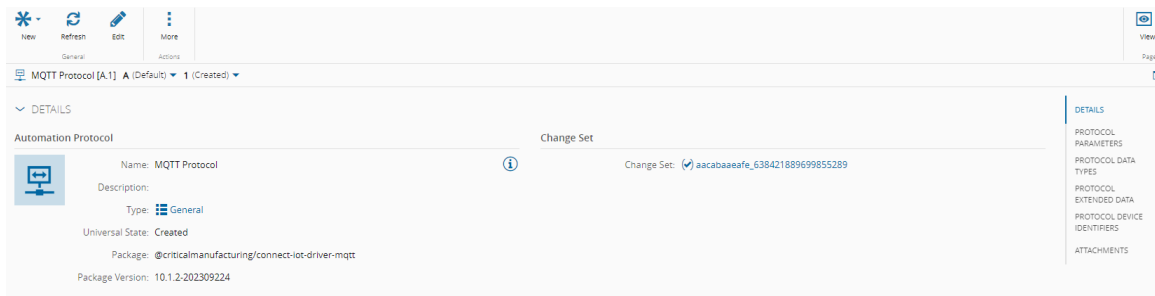 New Refresh Edit More View
General Actions Page
MQTT Protocol [A.1] A (Default) 1 (Created)
DETAILS
Automation Protocol
Name: MQTT Protocol
Description:
Type: General
Universal State: Created
Package: @criticalmanufacturing/connect-iot-driver-mqtt
Package Version: 10.1.2-202309224
Change Set
Change Set: aacabaaeafe_638421889699855289
DETAILS
PROTOCOL
PARAMETERS
PROTOCOL DATA
TYPES
PROTOCOL
EXTENDED DATA
PROTOCOL DEVICE
IDENTIFIERS
ATTACHMENTS